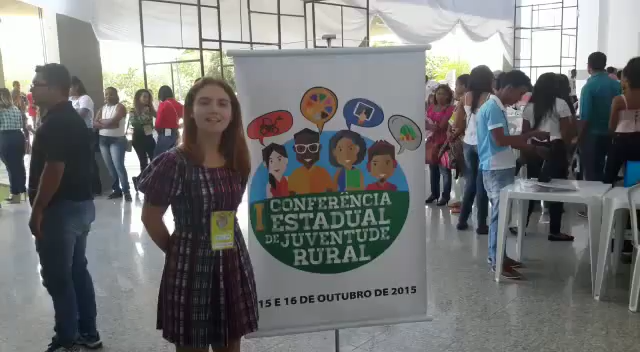 I CONFERÊNCIA
ESTADUAL
DE JUVENTUDE
RURAL
15 E 16 DE OUTUBRO DE 2015